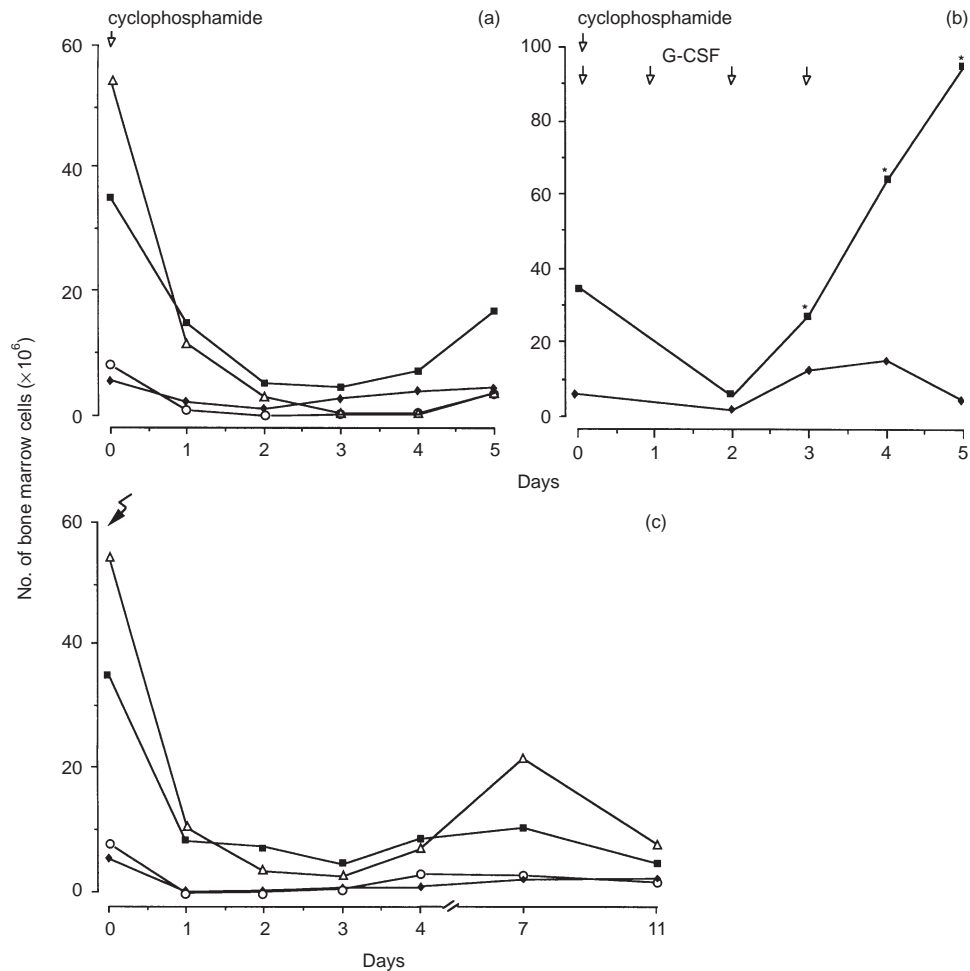 cyclophosphamide
(a)
60
40
20
0
0 1 2 3 4 5
cyclophosphamide
(b)
G-CSF
100
80
60
40
20
0
* * *
0 1 2 3 4 5
Days
No. of bone marrow cells (× 10⁶)
(c)
60
40
20
0
0 1 2 3 4 7 11
Days